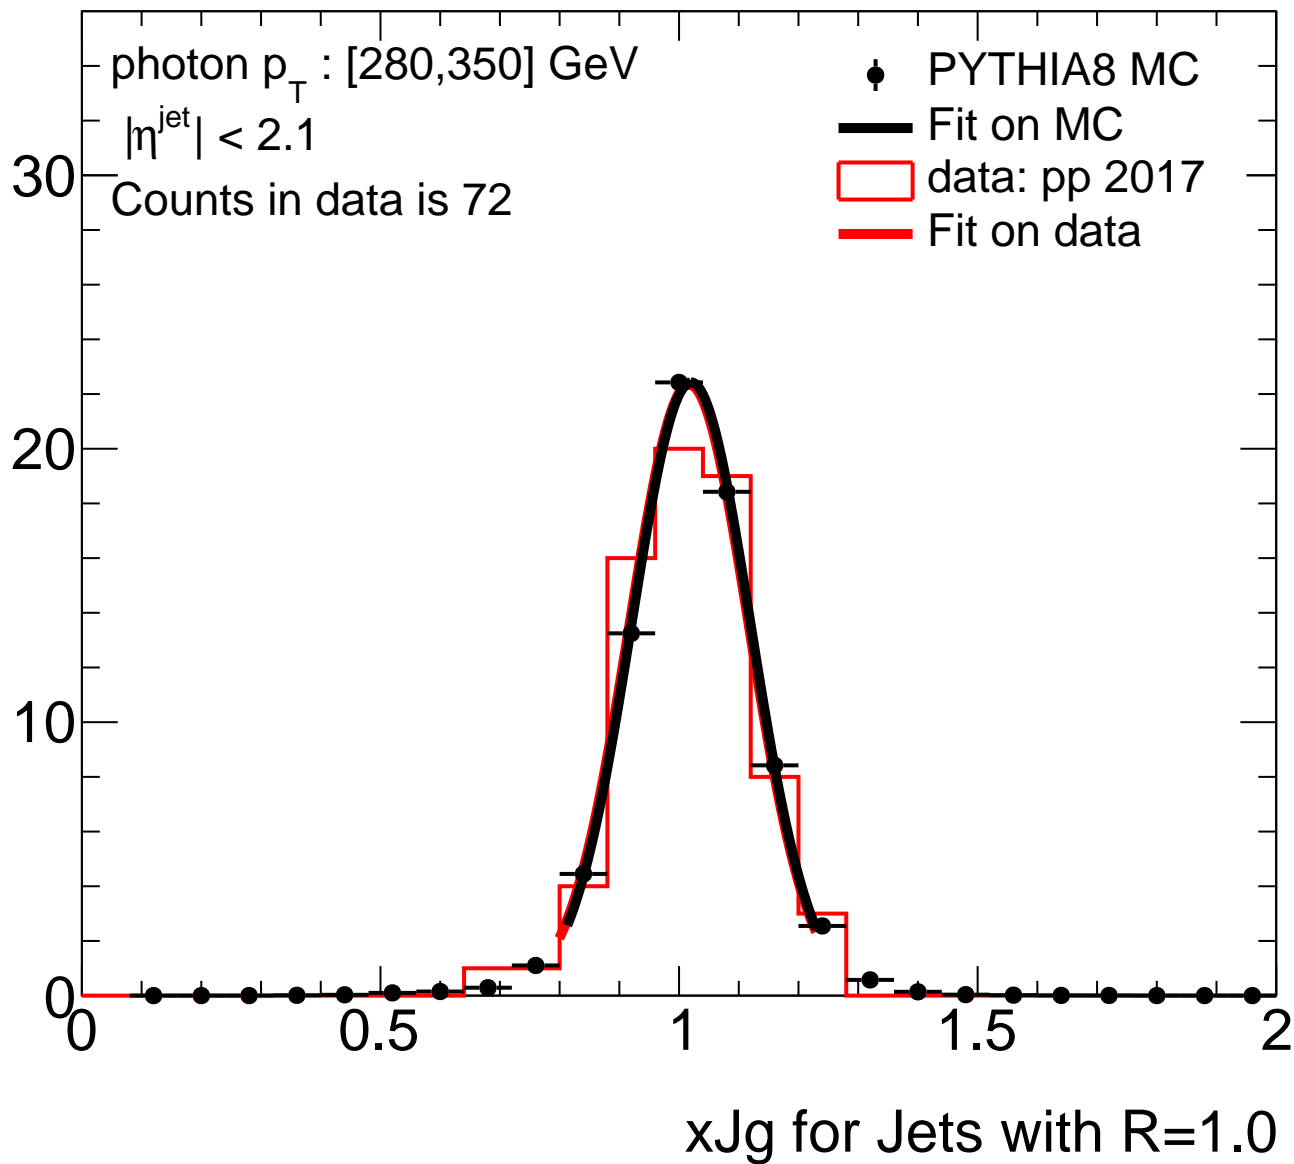 photon p_T : [280,350] GeV
|η^jet| < 2.1
Counts in data is 72
PYTHIA8 MC
Fit on MC
data: pp 2017
Fit on data
30
20
10
0
0 0.5 1 1.5 2
xJg for Jets with R=1.0